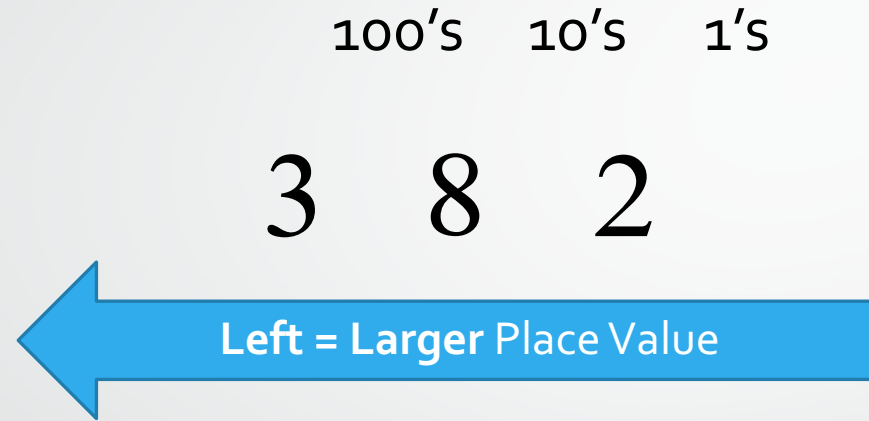 100’s 10’s 1’s
3 8 2
Left = Larger Place Value